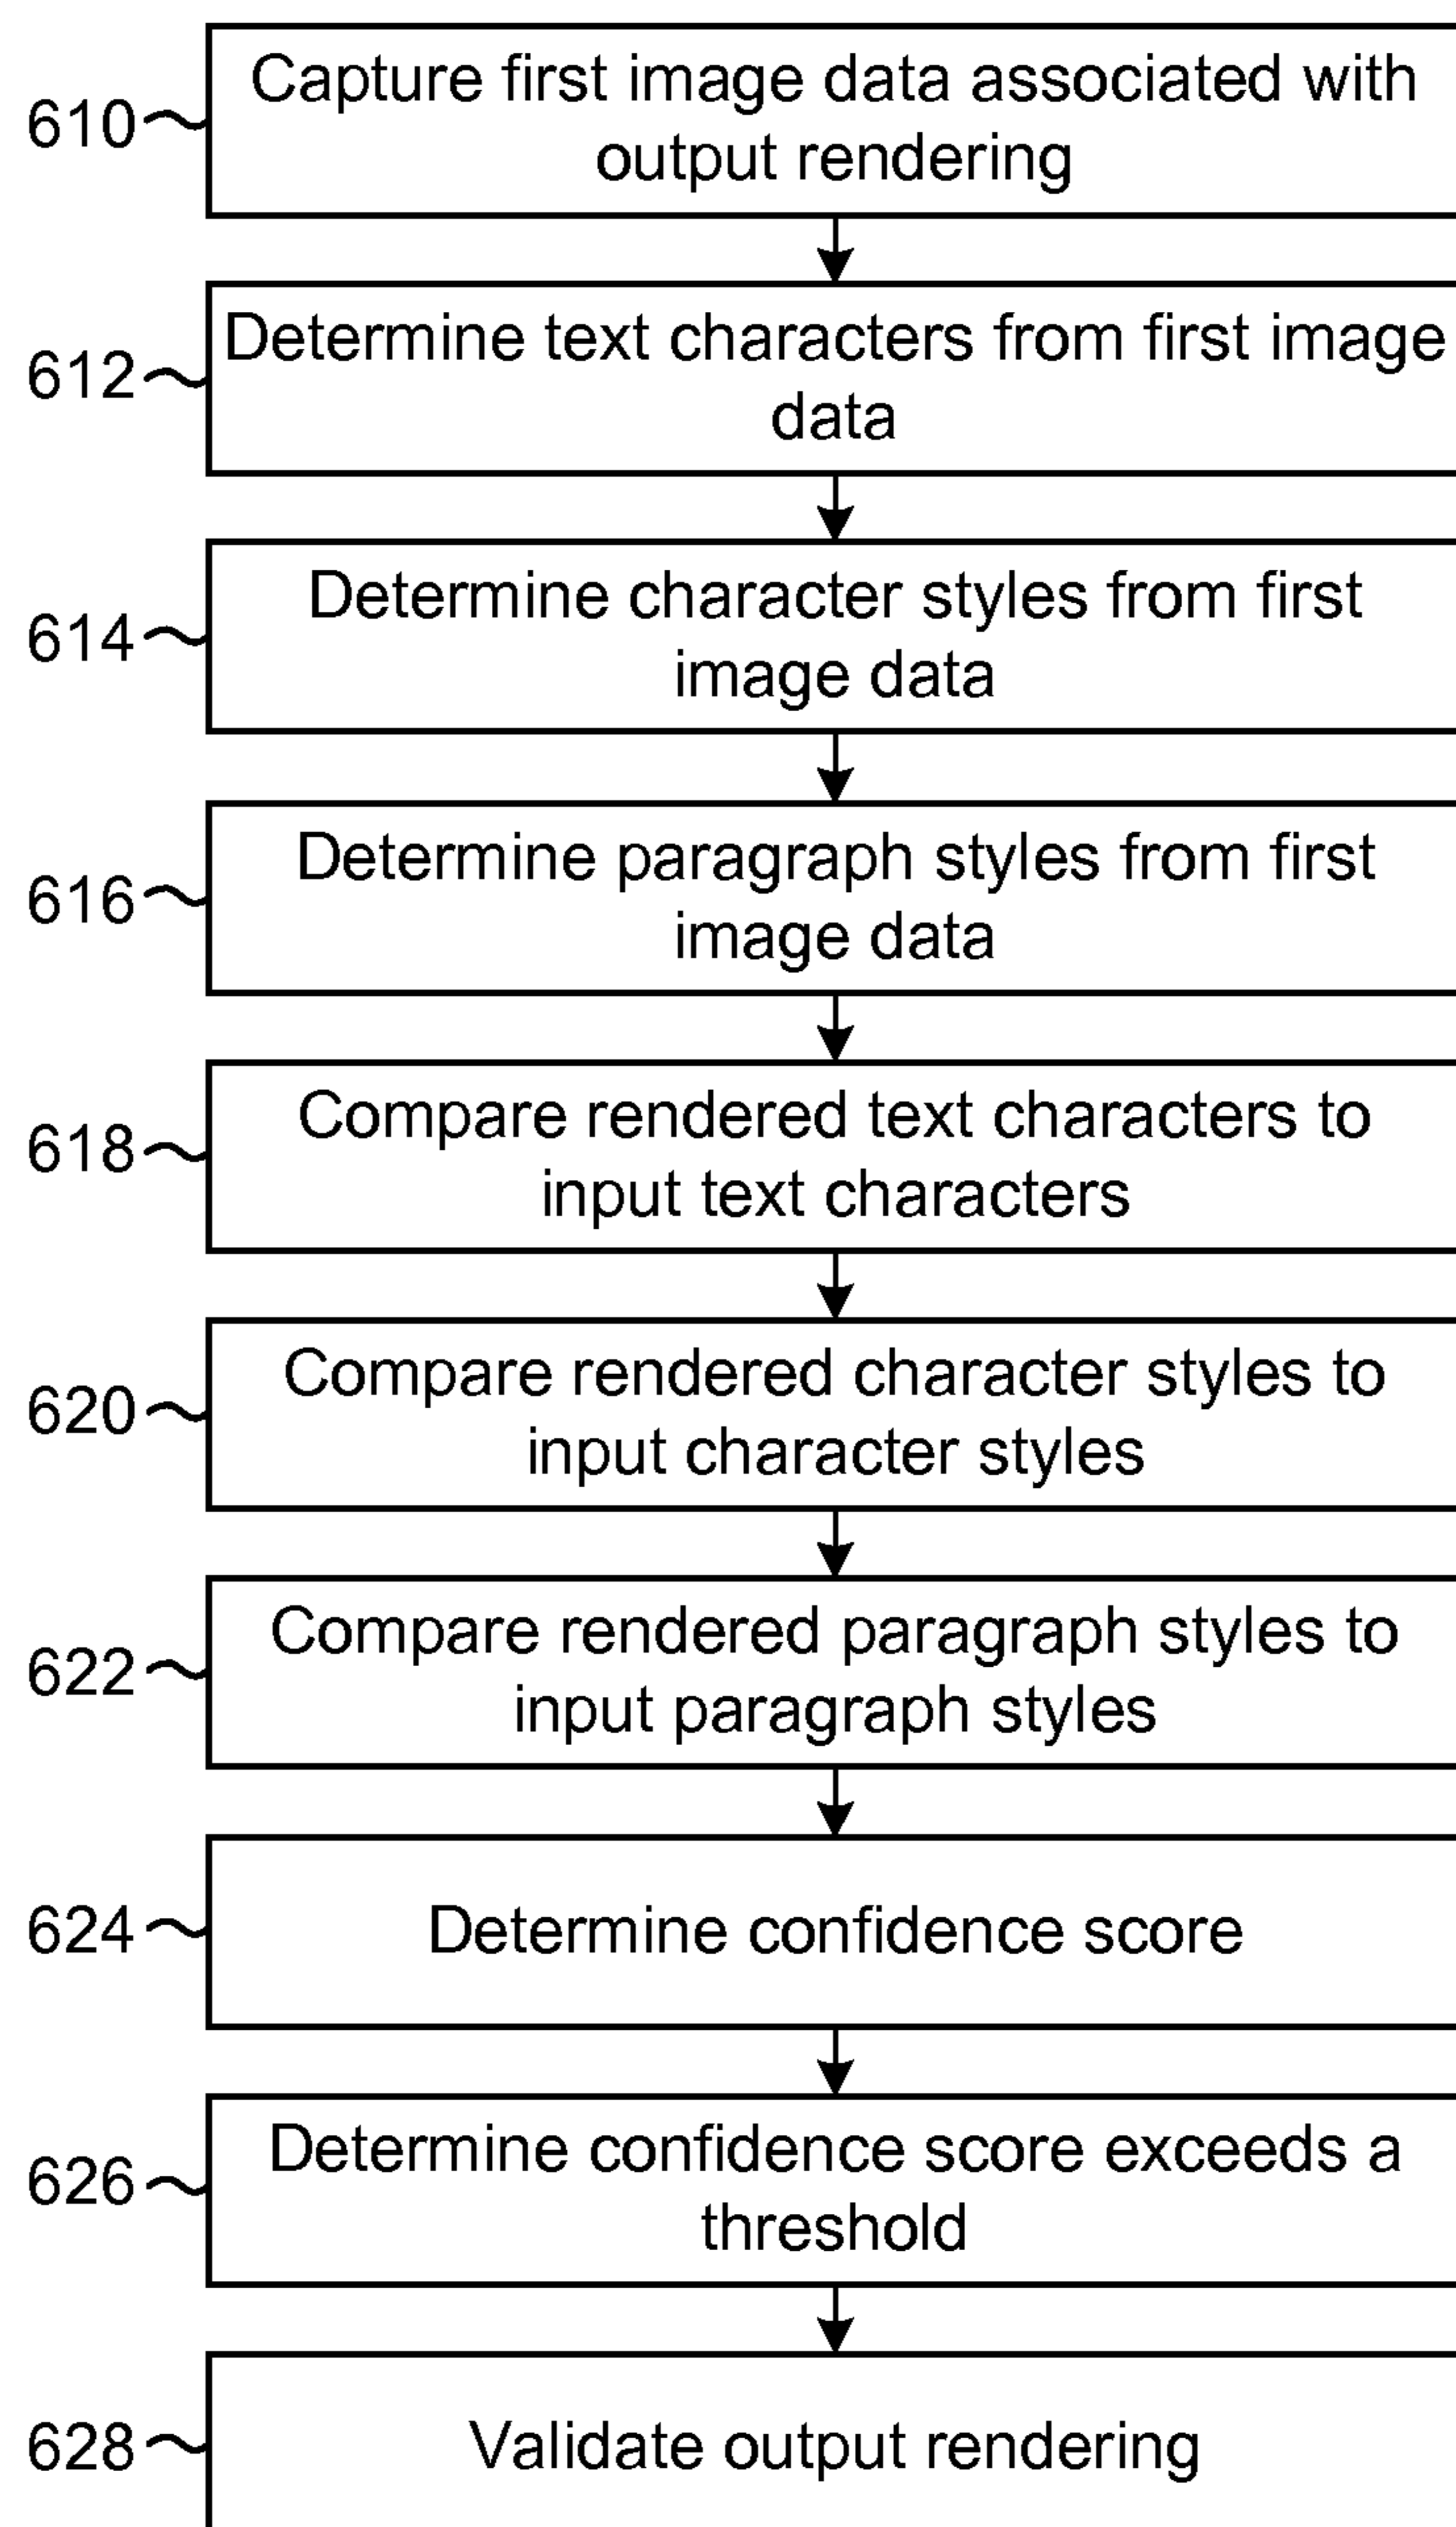 Capture first image data associated with
610
output rendering
Determine text characters from first image
612
data
Determine character styles from first
614
image data
Determine paragraph styles from first
616
image data
Compare rendered text characters to
618
input text characters
Compare rendered character styles to
620
input character styles
Compare rendered paragraph styles to
622
input paragraph styles
624
Determine confidence score
Determine confidence score exceeds a
626
threshold
628
Validate output rendering